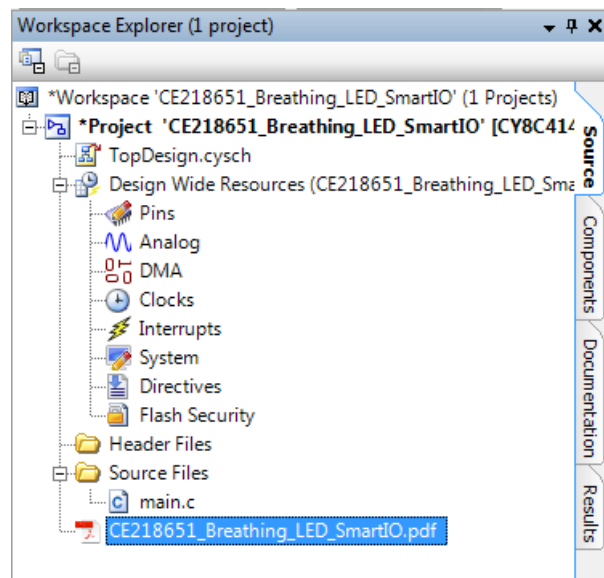 Workspace Explorer (1 project)
*Workspace 'CE218651_Breathing_LED_SmartIO' (1 Projects)
*Project 'CE218651_Breathing_LED_SmartIO' [CY8C414
TopDesign.cysch
Design Wide Resources (CE218651_Breathing_LED_Sma
Pins
Analog
DMA
Clocks
Interrupts
System
Directives
Flash Security
Header Files
Source Files
main.c
CE218651_Breathing_LED_SmartIO.pdf
Source
Components
Documentation
Results